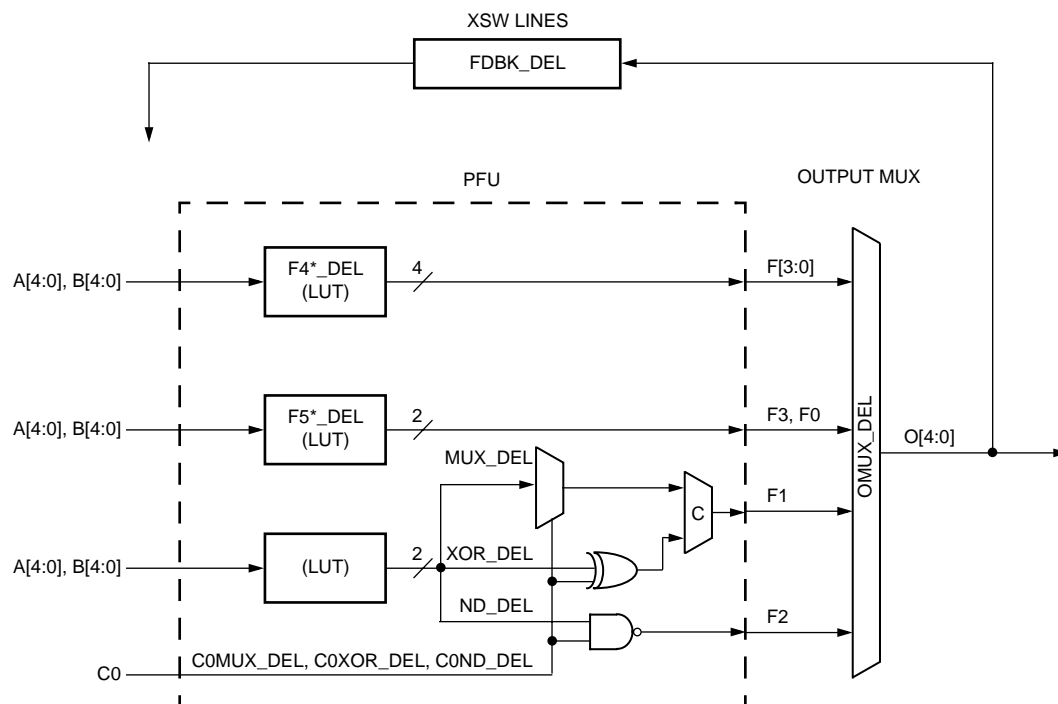 XSW LINES
FDBK_DEL
PFU
OUTPUT MUX
A[4:0], B[4:0]
F4*_DEL
(LUT)
4
F[3:0]
A[4:0], B[4:0]
F5*_DEL
(LUT)
2
F3, F0
OMUX_DEL
O[4:0]
MUX_DEL
C
F1
A[4:0], B[4:0]
(LUT)
2
XOR_DEL
ND_DEL
F2
C0
C0MUX_DEL, C0XOR_DEL, C0ND_DEL